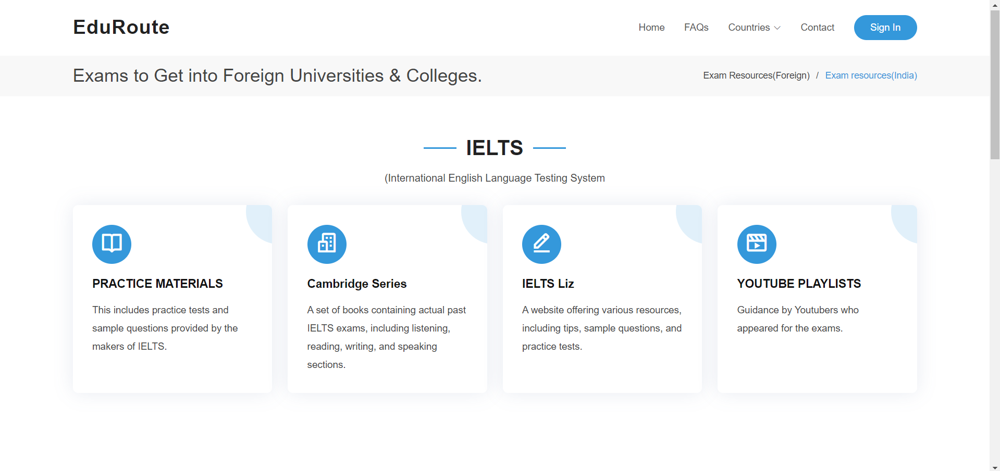 EduRoute
Home FAQs Countries Contact Sign In
Exams to Get into Foreign Universities & Colleges.
Exam Resources(Foreign) / Exam resources(India)
IELTS
(International English Language Testing System
PRACTICE MATERIALS
This includes practice tests and
sample questions provided by the
makers of IELTS.
Cambridge Series
A set of books containing actual past
IELTS exams, including listening,
reading, writing, and speaking
sections.
IELTS Liz
A website offering various resources,
including tips, sample questions, and
practice tests.
YOUTUBE PLAYLISTS
Guidance by Youtubers who
appeared for the exams.